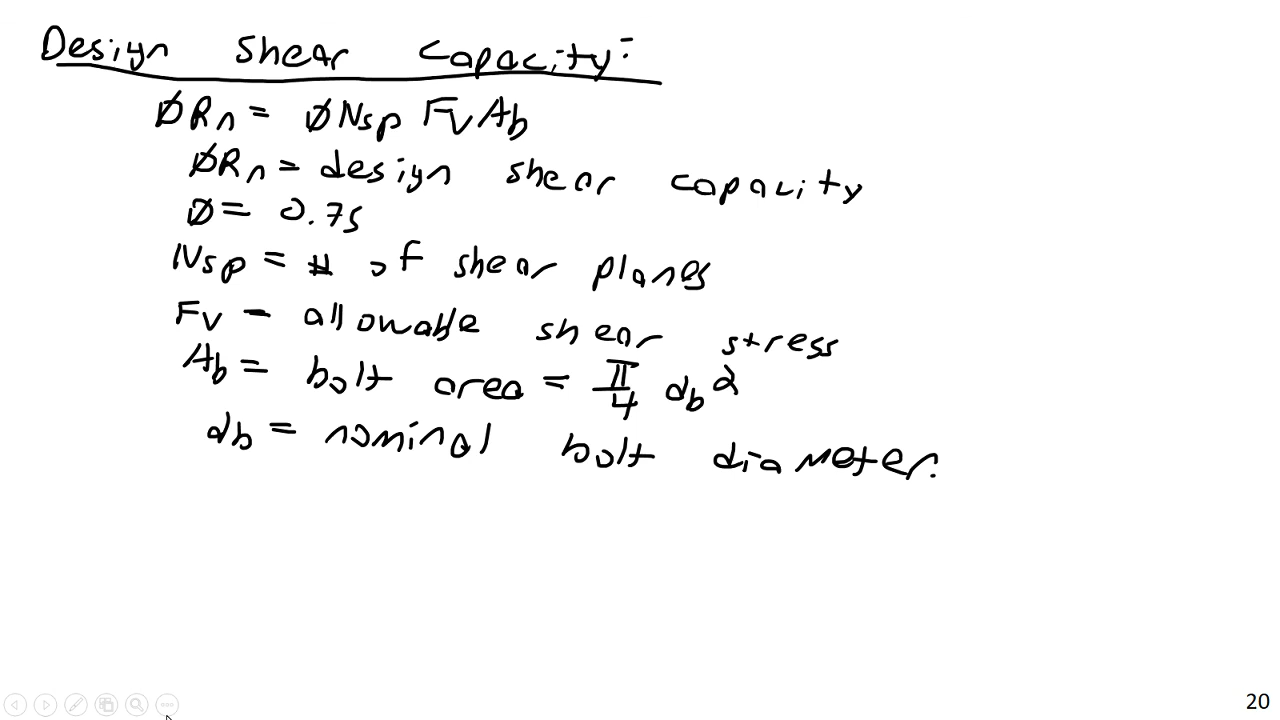 Design shear capacity:
ØRn = ØNsp Fv Ab
ØRn = design shear capacity
Ø = 0.75
Nsp = # of shear planes
Fv - allowable shear stress
Ab = bolt area = π/4 db²
db = nominal bolt diameter.
20